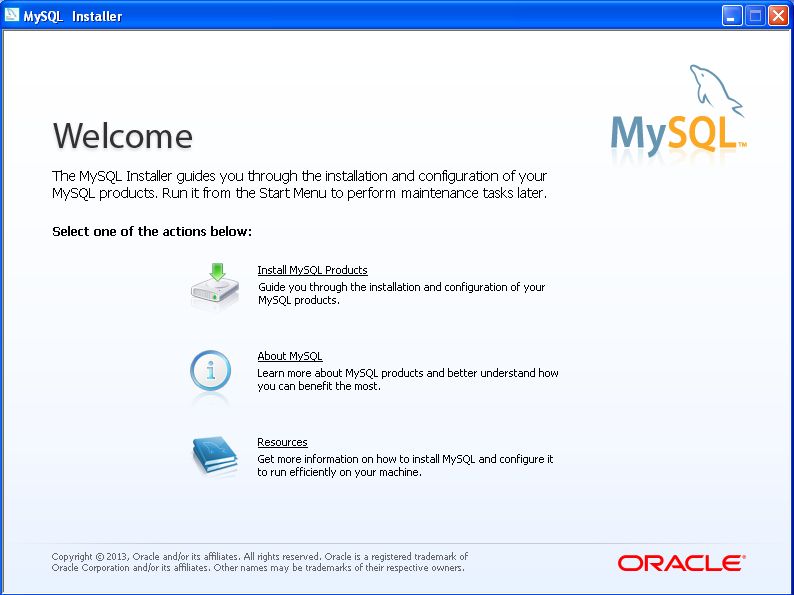 MySQL Installer
MySQL™
Welcome
The MySQL Installer guides you through the installation and configuration of your
MySQL products. Run it from the Start Menu to perform maintenance tasks later.
Select one of the actions below:
Install MySQL Products
Guide you through the installation and configuration of your
MySQL products.
About MySQL
Learn more about MySQL products and better understand how
you can benefit the most.
Resources
Get more information on how to install MySQL and configure it
to run efficiently on your machine.
Copyright © 2013, Oracle and/or its affiliates. All rights reserved. Oracle is a registered trademark of
Oracle Corporation and/or its affiliates. Other names may be trademarks of their respective owners.
ORACLE®